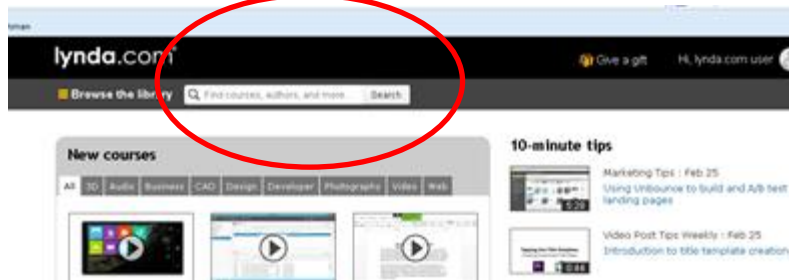 lynda.com
Give a gift
Hi, lynda.com user
Browse the library
Find courses, authors, and more...
Search
New courses
All 3D Audio Business CAD Design Developer Photography Video Web
10-minute tips
Marketing Tips : Feb 25
Using Unbounce to build and A/B test
landing pages
5:29
Video Post Tips Weekly : Feb 25
Introduction to title template creation